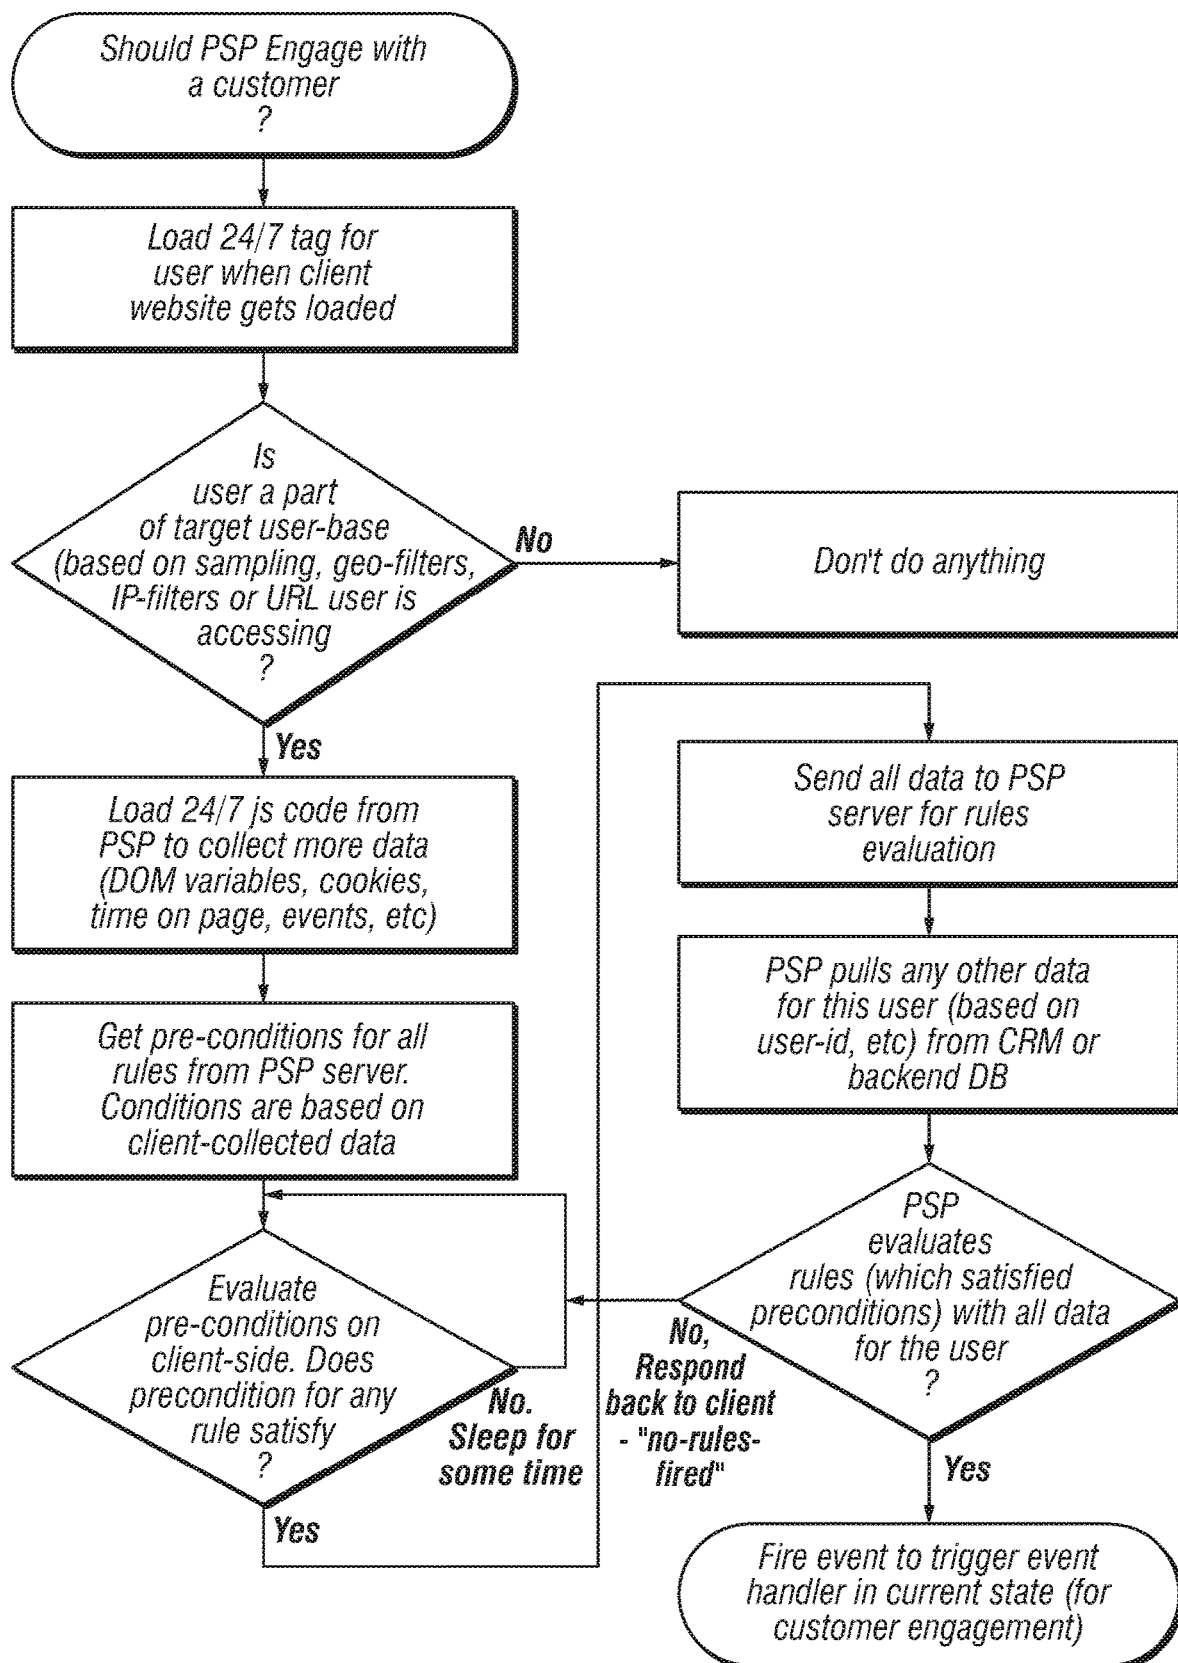 Should PSP Engage with
a customer
?
Load 24/7 tag for
user when client
website gets loaded
Is
user a part
of target user-base
(based on sampling, geo-filters,
IP-filters or URL user is
accessing
?
No
Don't do anything
Yes
Load 24/7 js code from
PSP to collect more data
(DOM variables, cookies,
time on page, events, etc)
Get pre-conditions for all
rules from PSP server.
Conditions are based on
client-collected data
Evaluate
pre-conditions on
client-side. Does
precondition for any
rule satisfy
?
No.
Sleep for
some time
Yes
Send all data to PSP
server for rules
evaluation
PSP pulls any other data
for this user (based on
user-id, etc) from CRM or
backend DB
PSP
evaluates
rules (which satisfied
preconditions) with all data
for the user
?
No,
Respond
back to client
- "no-rules-
fired"
Yes
Fire event to trigger event
handler in current state (for
customer engagement)